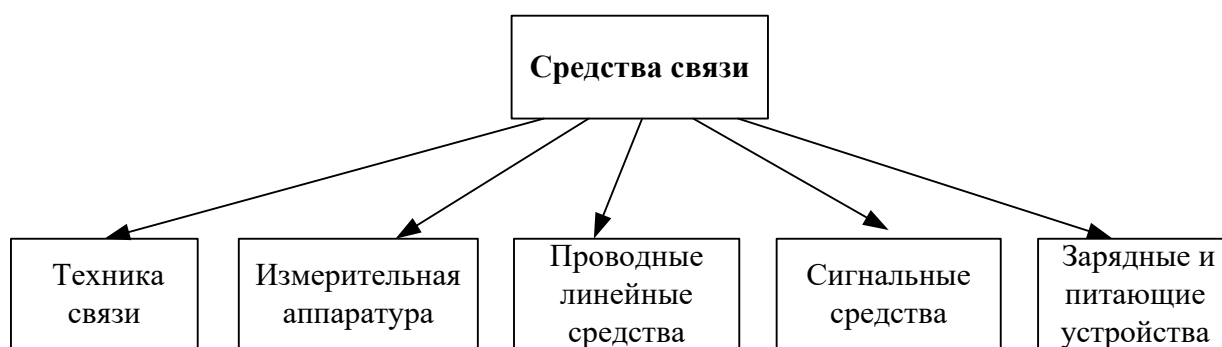 Средства связи
Техника
связи
Измерительная
аппаратура
Проводные
линейные
средства
Сигнальные
средства
Зарядные и
питающие
устройства